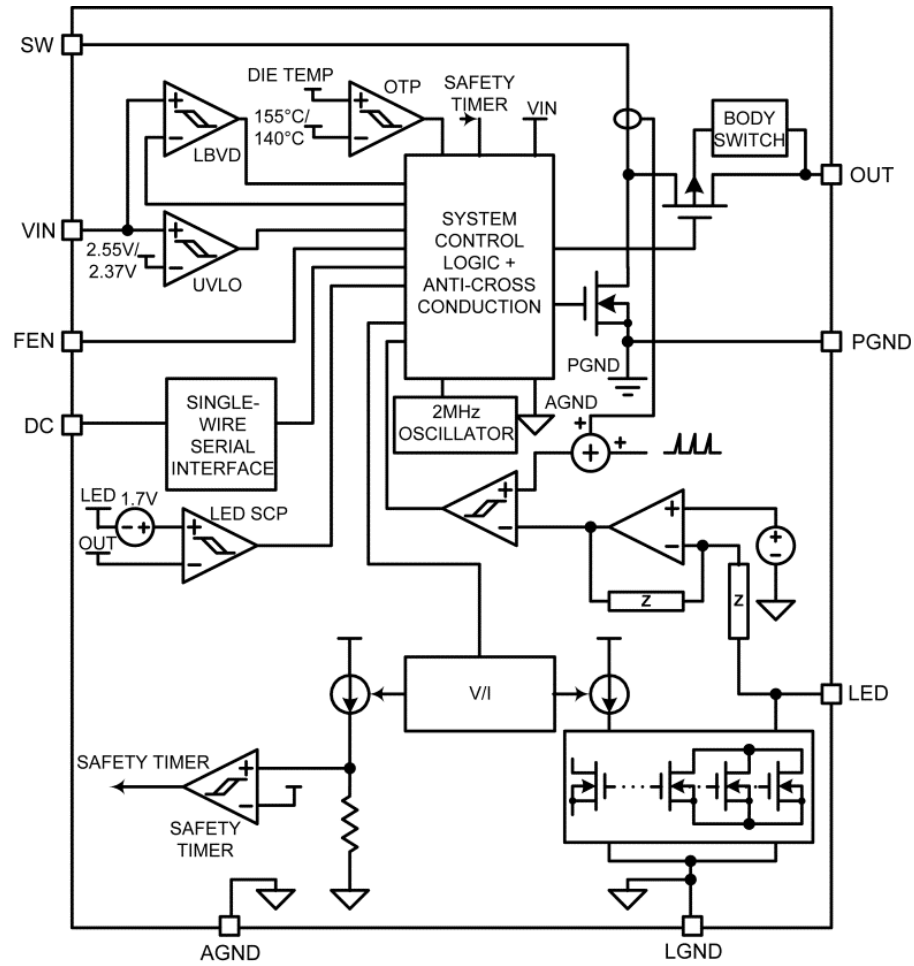 SW
DIE TEMP
OTP
SAFETY
TIMER
VIN
155°C/
140°C
LBVD
BODY
SWITCH
OUT
VIN
2.55V/
2.37V
UVLO
SYSTEM
CONTROL
LOGIC +
ANTI-CROSS
CONDUCTION
FEN
PGND
PGND
AGND
DC
SINGLE-
WIRE
SERIAL
INTERFACE
2MHz
OSCILLATOR
LED
1.7V
LED SCP
OUT
Z
Z
V/I
LED
SAFETY TIMER
SAFETY
TIMER
AGND
LGND